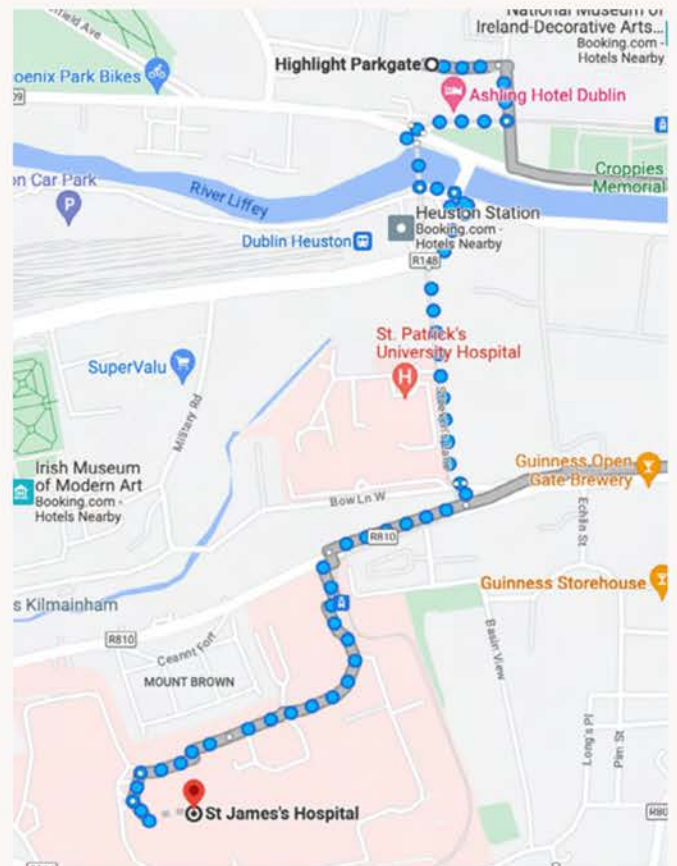 National Museum of
Ireland-Decorative Arts...
Booking.com -
Hotels Nearby
Highlight Parkgate
Ashling Hotel Dublin
oenix Park Bikes
09
Croppies
Memorial
River Liffey
on Car Park
Heuston Station
Booking.com -
Hotels Nearby
Dublin Heuston
R148
St. Patrick's
University Hospital
SuperValu
Military Rd
Irish Museum
of Modern Art
Booking.com -
Hotels Nearby
Bow Ln W
Guinness Open
Gate Brewery
Echlin St
R810
Guinness Storehouse
s Kilmainham
R810
Ceannt Fort
MOUNT BROWN
Basin View
Long's Pl
Pim St
St James's Hospital
R80